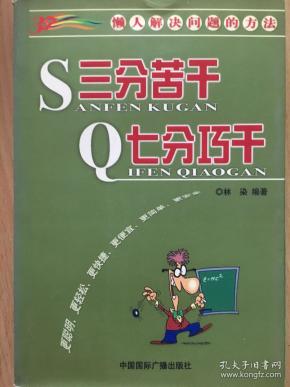 懒人解决问题的方法
S三分苦干
ANFEN KUGAN
Q七分巧干
IFEN QIAOGAN
◎林 染 编著
更聪明、更轻松、更快捷、更便宜、更简单、更
E=MC²
中国国际广播出版社
孔夫子旧书网